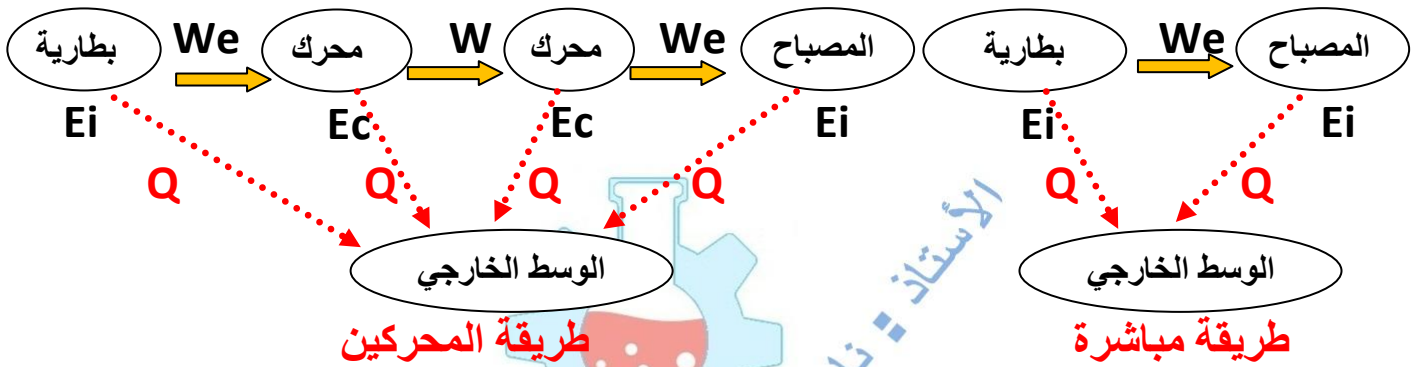 بطارية We محرك W محرك We المصباح
Ei Ec Ec Ei
Q Q Q Q
الوسط الخارجي
طريقة المحركين
بطارية We المصباح
Ei Ei
Q Q
الوسط الخارجي
طريقة مباشرة
الأستاذ